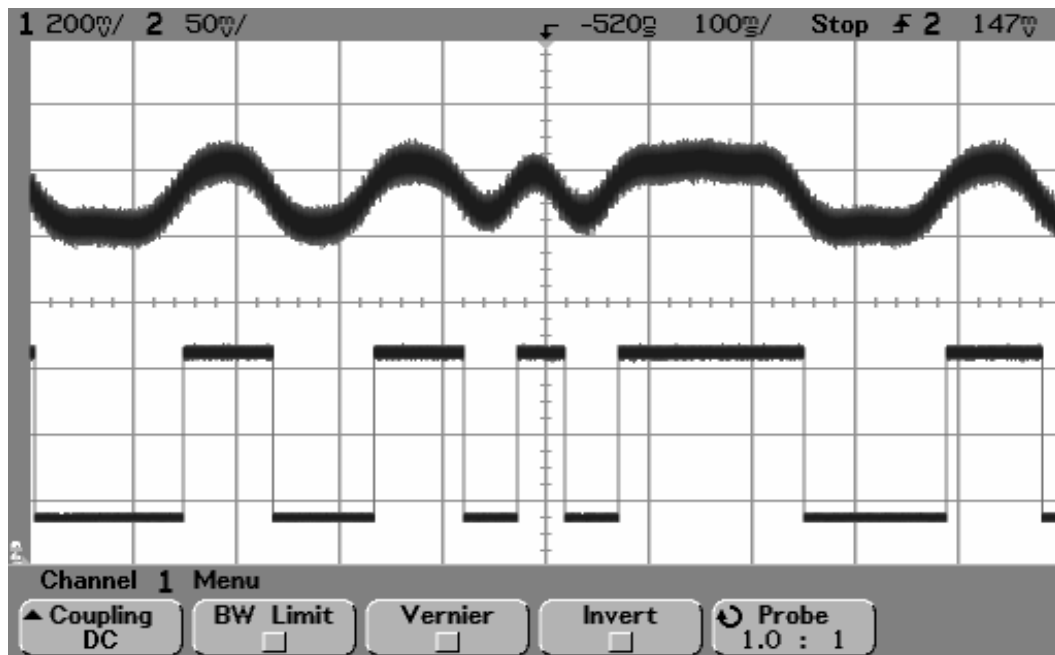 1 200mV/ 2 50mV/ -520ns 100ms/ Stop 2 147mV
Channel 1 Menu
Coupling BW Limit Vernier Invert Probe
DC 1.0 : 1